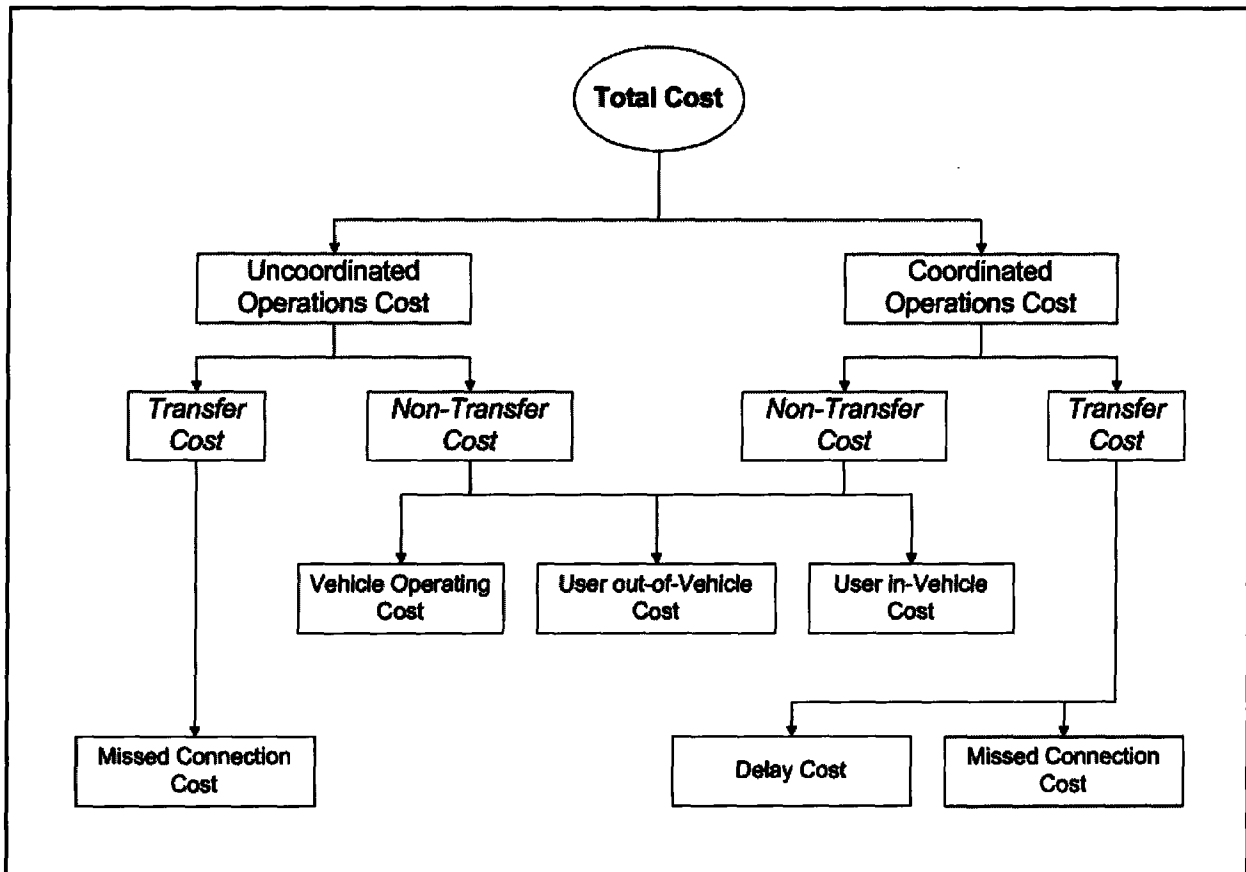 Total Cost
Uncoordinated
Operations Cost
Coordinated
Operations Cost
Transfer
Cost
Non-Transfer
Cost
Non-Transfer
Cost
Transfer
Cost
Vehicle Operating
Cost
User out-of-Vehicle
Cost
User in-Vehicle
Cost
Missed Connection
Cost
Delay Cost
Missed Connection
Cost